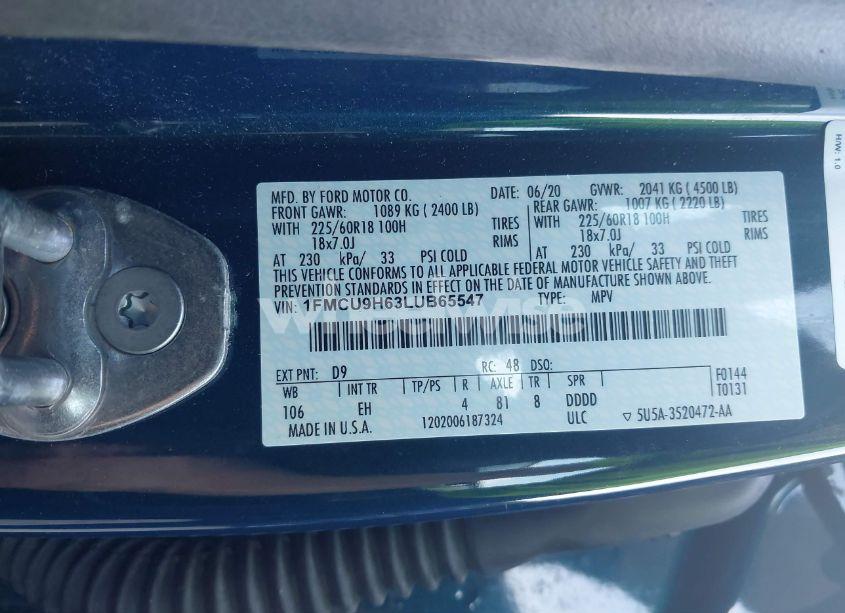 MFD. BY FORD MOTOR CO. DATE: 06/20 GVWR: 2041 KG ( 4500 LB)
FRONT GAWR: 1089 KG ( 2400 LB) REAR GAWR: 1007 KG ( 2220 LB)
WITH 225/60R18 100H TIRES WITH 225/60R18 100H TIRES
18x7.0J RIMS 18x7.0J RIMS
AT 230 kPa/ 33 PSI COLD AT 230 kPa/ 33 PSI COLD
THIS VEHICLE CONFORMS TO ALL APPLICABLE FEDERAL MOTOR VEHICLE SAFETY AND THEFT
PREVENTION STANDARDS IN EFFECT ON THE DATE OF MANUFACTURE SHOWN ABOVE.
VIN: 1FMCU9H63LUB65547 TYPE: MPV
EXT PNT: D9 RC: 48 DSO: F0144
WB INT TR TP/PS R AXLE TR SPR T0131
106 EH 4 81 8 DDDD
MADE IN U.S.A. 1202006187324 ULC ▽ 5U5A-3520472-AA
H/W: 1.0